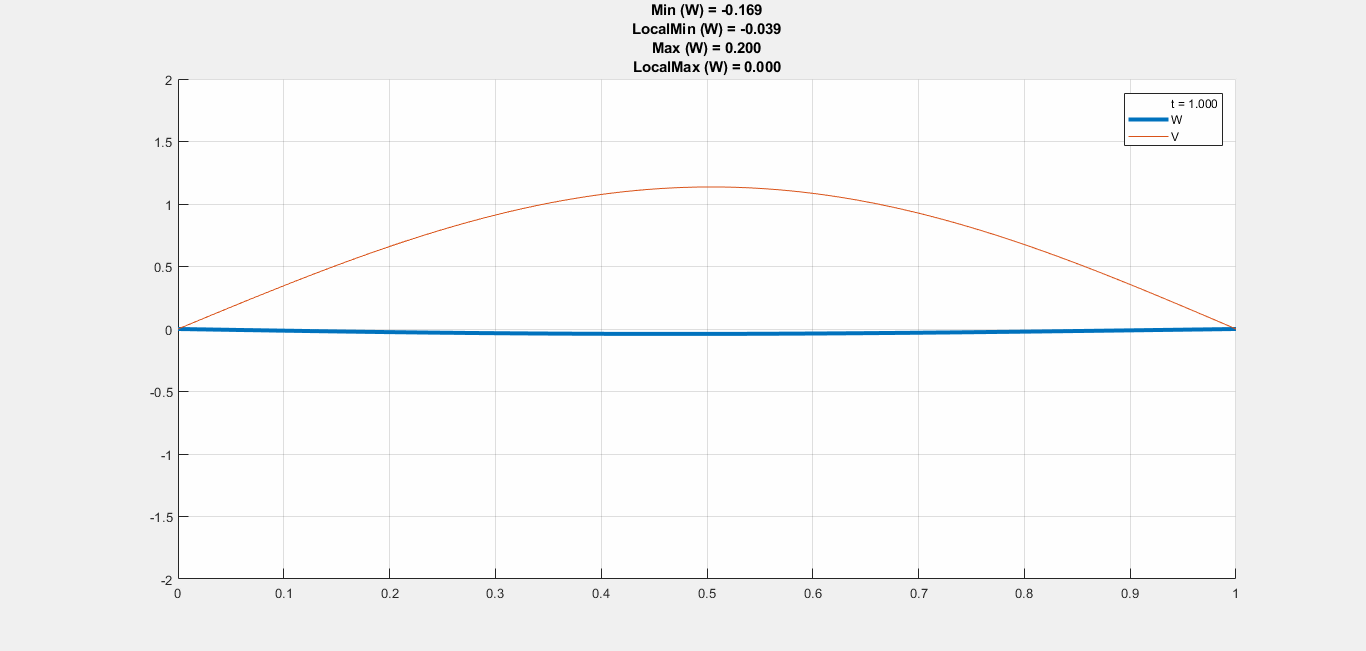 Min (W) = -0.169
LocalMin (W) = -0.039
Max (W) = 0.200
LocalMax (W) = 0.000
2
1.5
1
0.5
0
-0.5
-1
-1.5
-2
t = 1.000
W
V
0 0.1 0.2 0.3 0.4 0.5 0.6 0.7 0.8 0.9 1